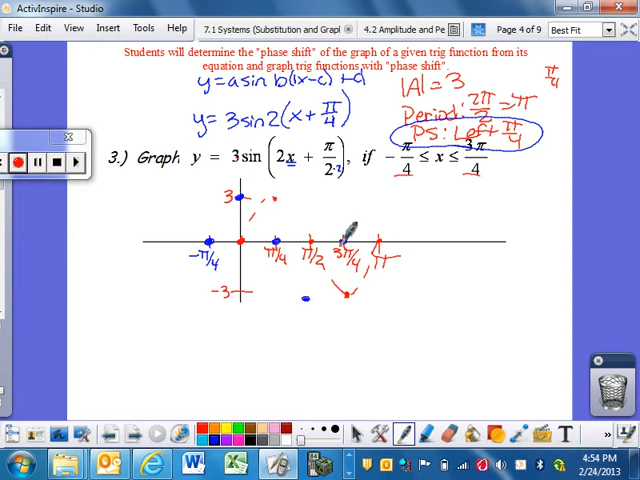 ActivInspire - Studio
File Edit View Insert Tools Help
7.1 Systems (Substitution and Graphi
4.2 Amplitude and Pe
Page 4 of 9
Best Fit
Students will determine the "phase shift" of the graph of a given trig function from its
equation and graph trig functions with "phase shift".
y = a sin b(x-c) + d
|A| = 3
π/4
Period: 2π/2 = π
y = 3 sin 2(x + π/4)
PS: Left π/4
3.) Graph y = 3 sin (2x + π/2·2), if -π/4 ≤ x ≤ 3π/4
3
-π/4 π/4 π/2 3π/4 π
-3
4:54 PM
2/24/2013